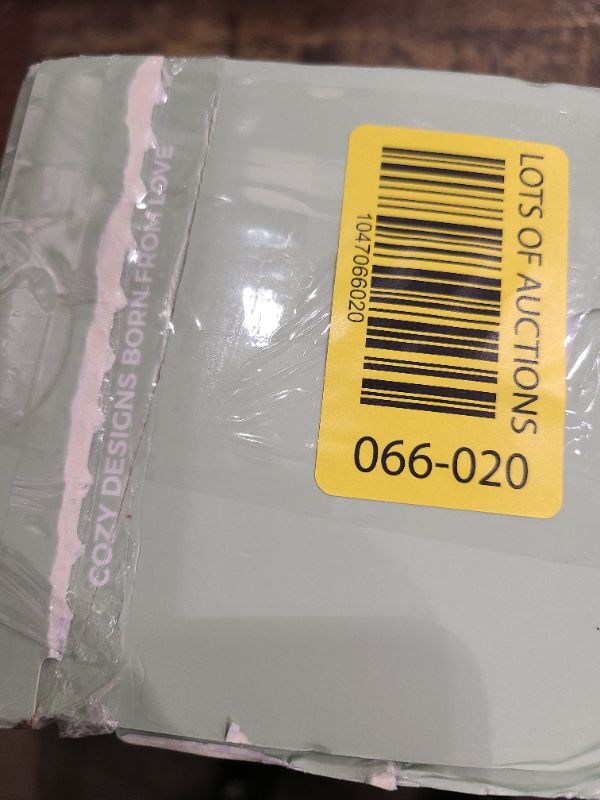 COZY DESIGNS BORN FROM LOVE
LOTS OF AUCTIONS
1047066020
066-020